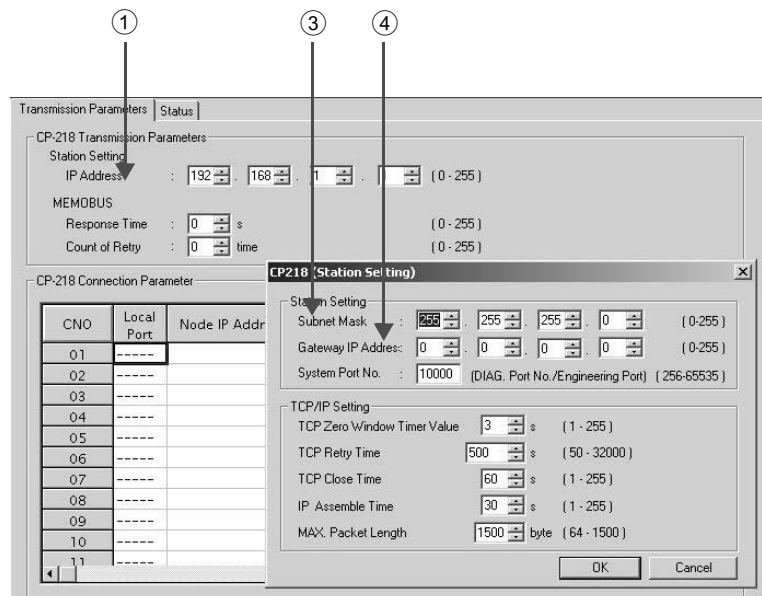 ① ③ ④
Transmission Parameters Status
CP-218 Transmission Parameters
Station Setting
IP Address : 192 . 168 . 1 . 1 ( 0 - 255 )
MEMOBUS
Response Time : 0 s ( 0 - 255 )
Count of Retry : 0 time ( 0 - 255 )
CP-218 Connection Parameter
CNO Local Port Node IP Addr
01 -----
02 -----
03 -----
04 -----
05 -----
06 -----
07 -----
08 -----
09 -----
10 -----
11 -----
CP218 (Station Setting)
Station Setting
Subnet Mask : 255 . 255 . 255 . 0 ( 0-255 )
Gateway IP Addres: 0 . 0 . 0 . 0 ( 0-255 )
System Port No. : 10000 (DIAG. Port No./Engineering Port) ( 256-65535 )
TCP/IP Setting
TCP Zero Window Timer Value 3 s ( 1 - 255 )
TCP Retry Time 500 s ( 50 - 32000 )
TCP Close Time 60 s ( 1 - 255 )
IP Assemble Time 30 s ( 1 - 255 )
MAX. Packet Length 1500 byte ( 64 - 1500 )
OK Cancel